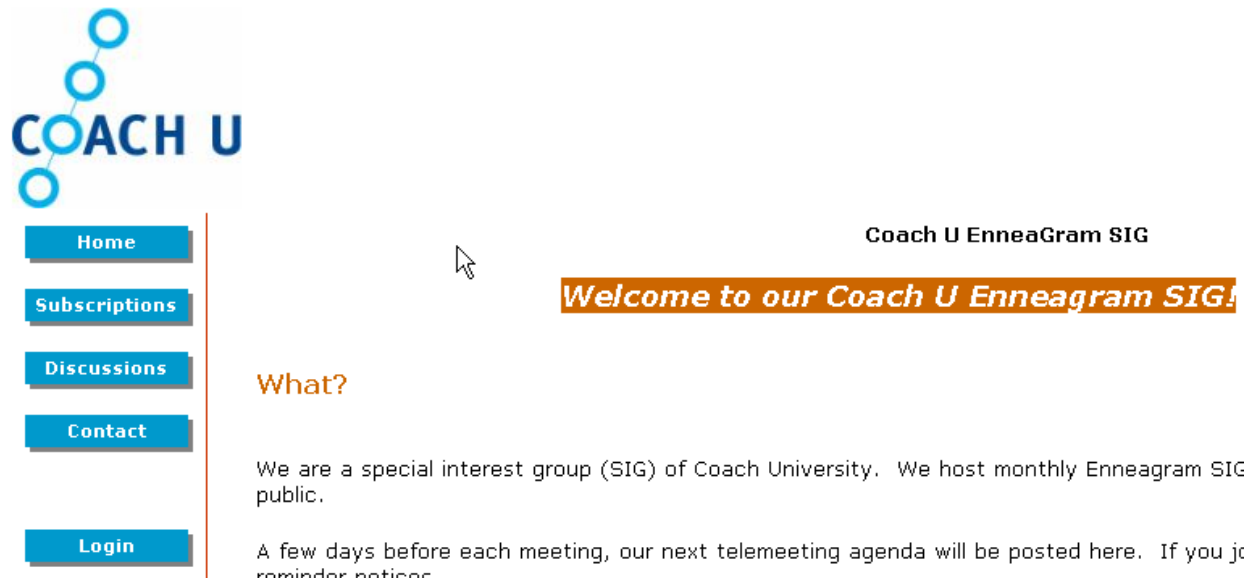 COACH U
Home
Subscriptions
Discussions
Contact
Login
Coach U EnneaGram SIG
Welcome to our Coach U Enneagram SIG!
What?
We are a special interest group (SIG) of Coach University.  We host monthly Enneagram SIG
public.
A few days before each meeting, our next telemeeting agenda will be posted here.  If you
reminder notices